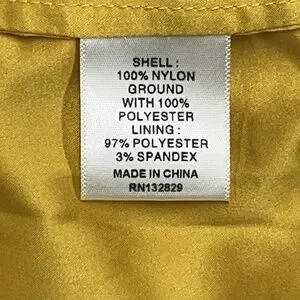 SHELL :
100% NYLON
GROUND
WITH 100%
POLYESTER
LINING :
97% POLYESTER
3% SPANDEX
MADE IN CHINA
RN132829